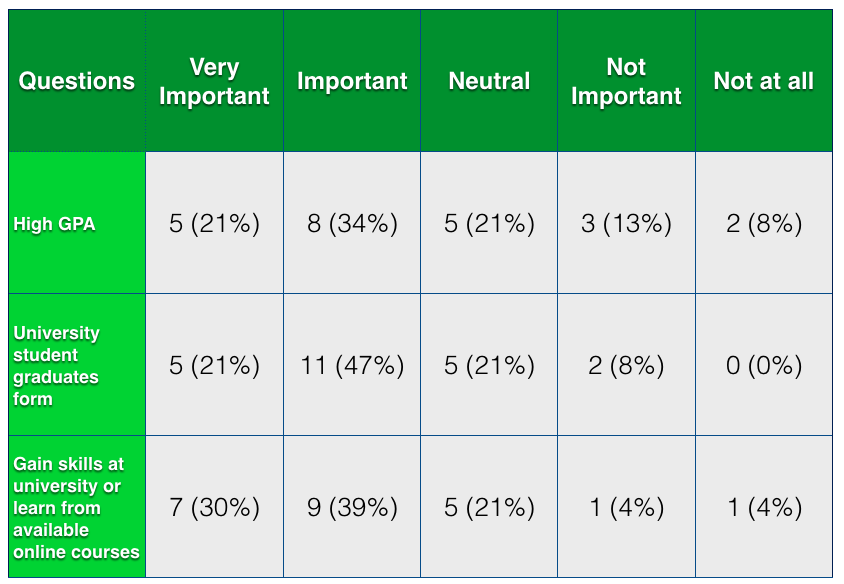 Questions
Very
Important
Important
Neutral
Not
Important
Not at all
High GPA
5 (21%)
8 (34%)
5 (21%)
3 (13%)
2 (8%)
University
student
graduates
form
5 (21%)
11 (47%)
5 (21%)
2 (8%)
0 (0%)
Gain skills at
university or
learn from
available
online courses
7 (30%)
9 (39%)
5 (21%)
1 (4%)
1 (4%)